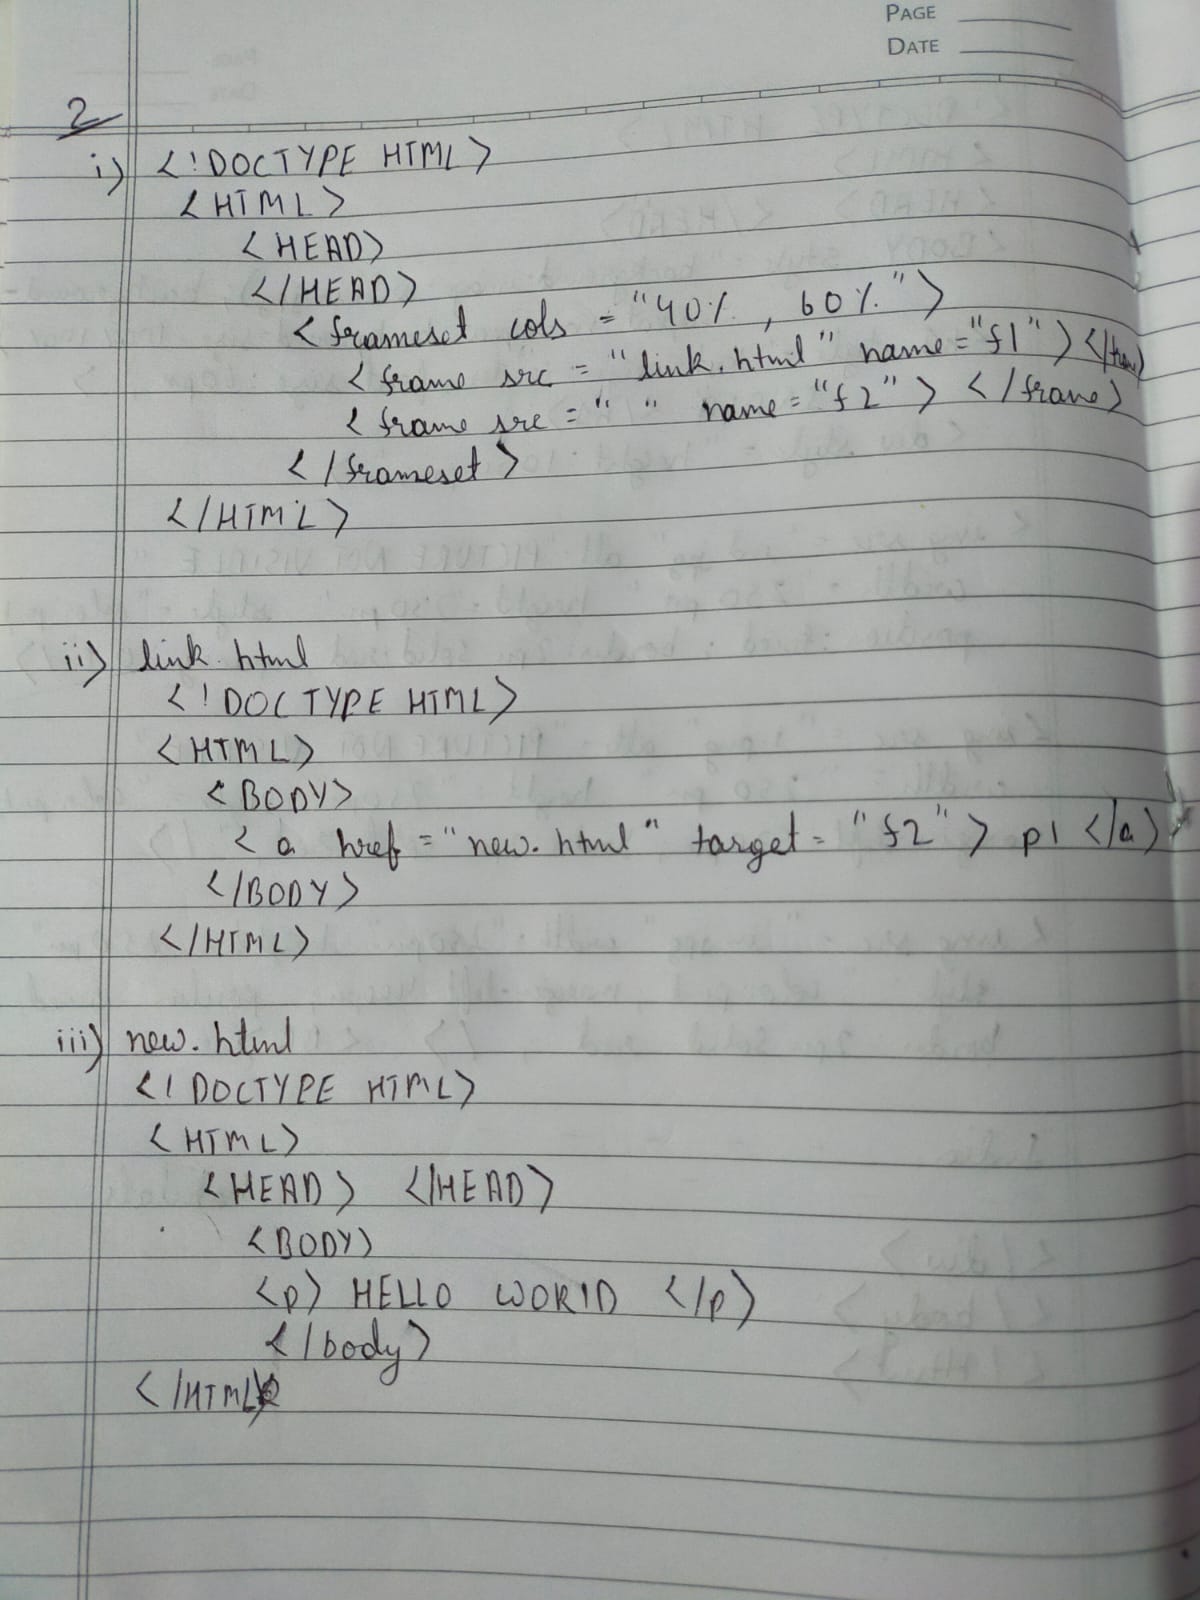 PAGE
DATE
2
i) <!DOCTYPE HTML>
<HTML>
<HEAD>
</HEAD>
<frameset cols = "40%, 60%">
<frame src = "link.html" name="f1">
<frame src = " " name = "f2"> </frame>
</frameset>
</HTML>
ii) link.html
<!DOCTYPE HTML>
<HTML>
<BODY>
<a href = "new.html" target = "f2"> p1 </a>
</BODY>
</HTML>
iii) new.html
<!DOCTYPE HTML>
<HTML>
<HEAD> </HEAD>
<BODY>
<p> HELLO WORLD </p>
</body>
</HTML>